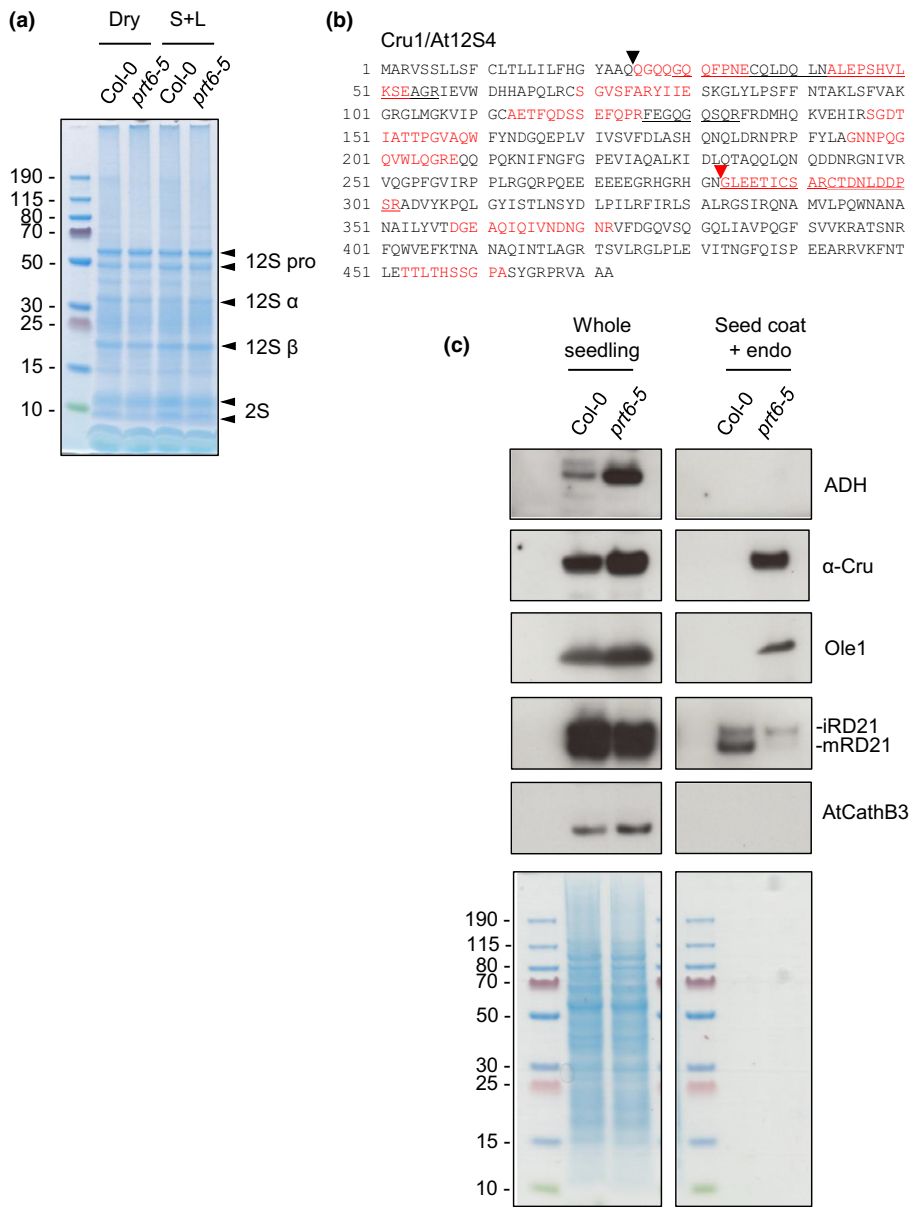 (a)
Dry S+L
Col-0 prt6-5 Col-0 prt6-5
190 -
115 -
80 -
70 -
50 -
30 -
25 -
15 -
10 -
12S pro
12S α
12S β
2S
(b)
Cru1/At12S4
1 MARVSSLLSF CLTLLILFHG YAAQQGQQGQ QFPNECQLDQ LNALEPSHVL
51 KSEAGRIEVW DHHAPQLRCS GVSFARYIIE SKGLYLPSFF NTAKLSFVAK
101 GRGLMGKVIP GCAETFQDSS EFQPRFEGQG QSQRFRDMHQ KVEHIRSGDT
151 IATTPGVAQW FYNDGQEPLV IVSVFDLASH QNQLDRNPRP FYLAGNNPQG
201 QVWLQGREQQ PQKNIFNGFG PEVIAQALKI DLQTAQQLQN QDDNRGNIVR
251 VQGPFGVIRP PLRGQRPQEE EEEEGRHGRH GNGLEETICS ARCTDNLDDP
301 SRADVYKPQL GYISTLNSYD LPILRFIRLS ALRGSIRQNA MVLPQWNANA
351 NAILYVTDGE AQIQIVNDNG NRVFDGQVSQ GQLIAVPQGF SVVKRATSNR
401 FQWVEFKTNA NAQINTLAGR TSVLRGLPLE VITNGFQISP EEARRVKFNT
451 LETTLTHSSG PASYGRPRVA AA
(c)
Whole seedling
Seed coat + endo
Col-0 prt6-5 Col-0 prt6-5
ADH
α-Cru
Ole1
-iRD21
-mRD21
AtCathB3
190 -
115 -
80 -
70 -
50 -
30 -
25 -
15 -
10 -